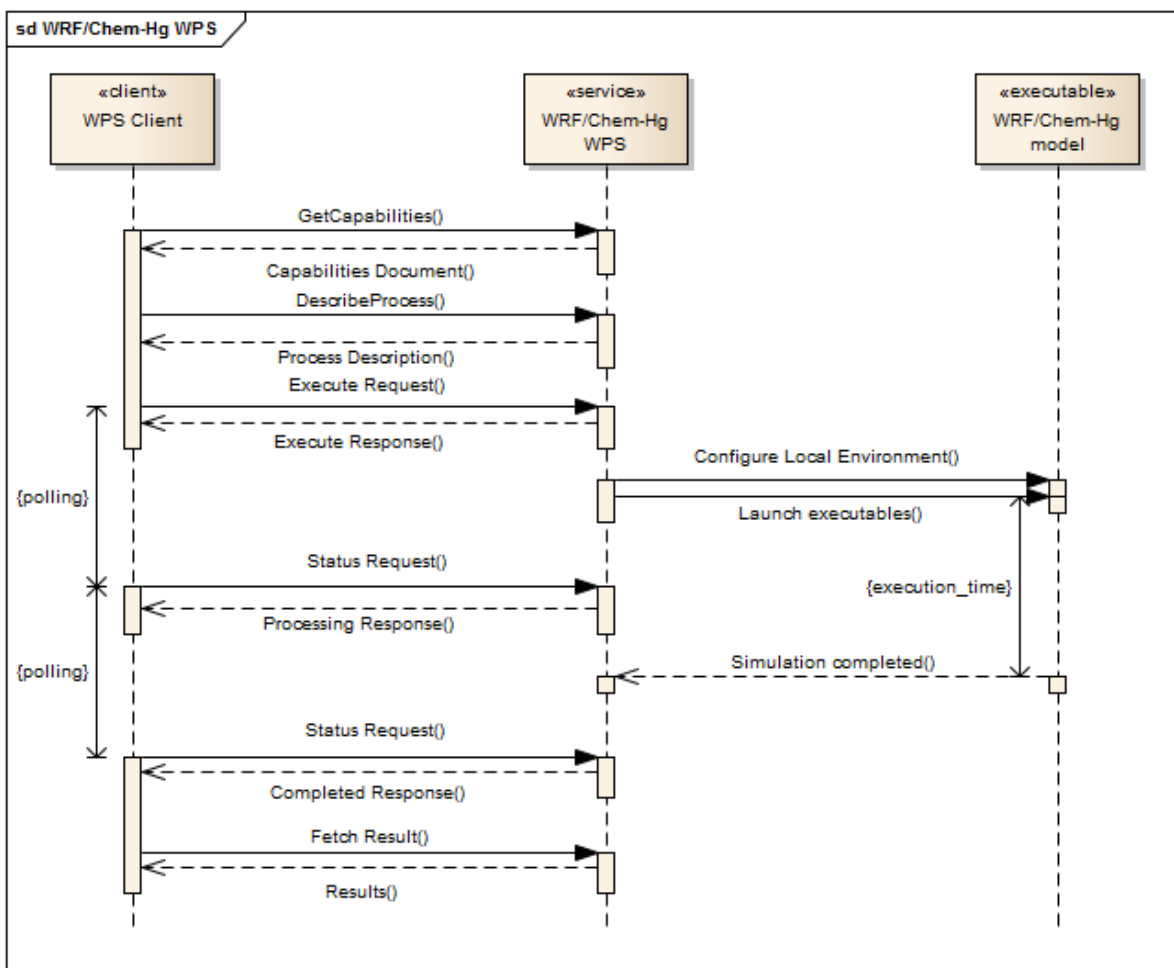 sd WRF/Chem-Hg WPS
«client»
WPS Client
«service»
WRF/Chem-Hg
WPS
«executable»
WRF/Chem-Hg
model
GetCapabilities()
Capabilities Document()
DescribeProcess()
Process Description()
Execute Request()
Execute Response()
Configure Local Environment()
{polling}
Launch executables()
Status Request()
{execution_time}
Processing Response()
{polling}
Simulation completed()
Status Request()
Completed Response()
Fetch Result()
Results()